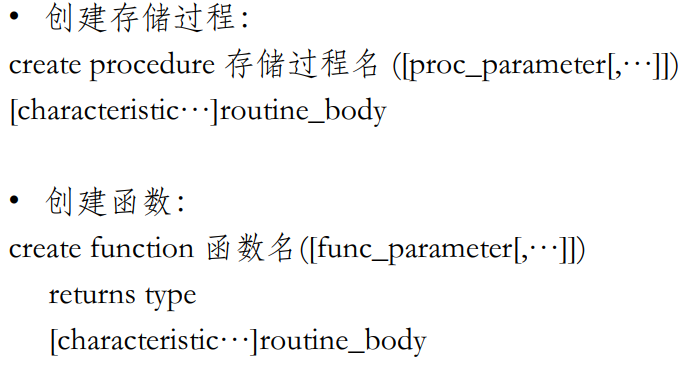 • 创建存储过程：
create procedure 存储过程名 ([proc_parameter[,…]])
[characteristic…]routine_body
• 创建函数：
create function 函数名([func_parameter[,…]])
returns type
[characteristic…]routine_body